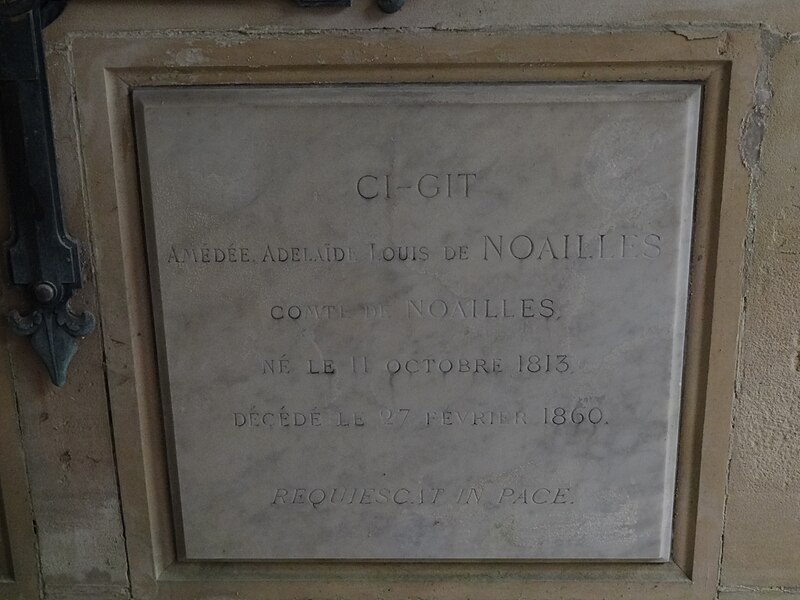 CI-GIT
AMÉDÉE, ADELAÏDE LOUIS DE NOAILLES
COMTE DE NOAILLES.
NÉ LE 11 OCTOBRE 1813
DÉCÉDÉ LE 27 FÉVRIER 1860.
REQUIESCAT IN PACE.